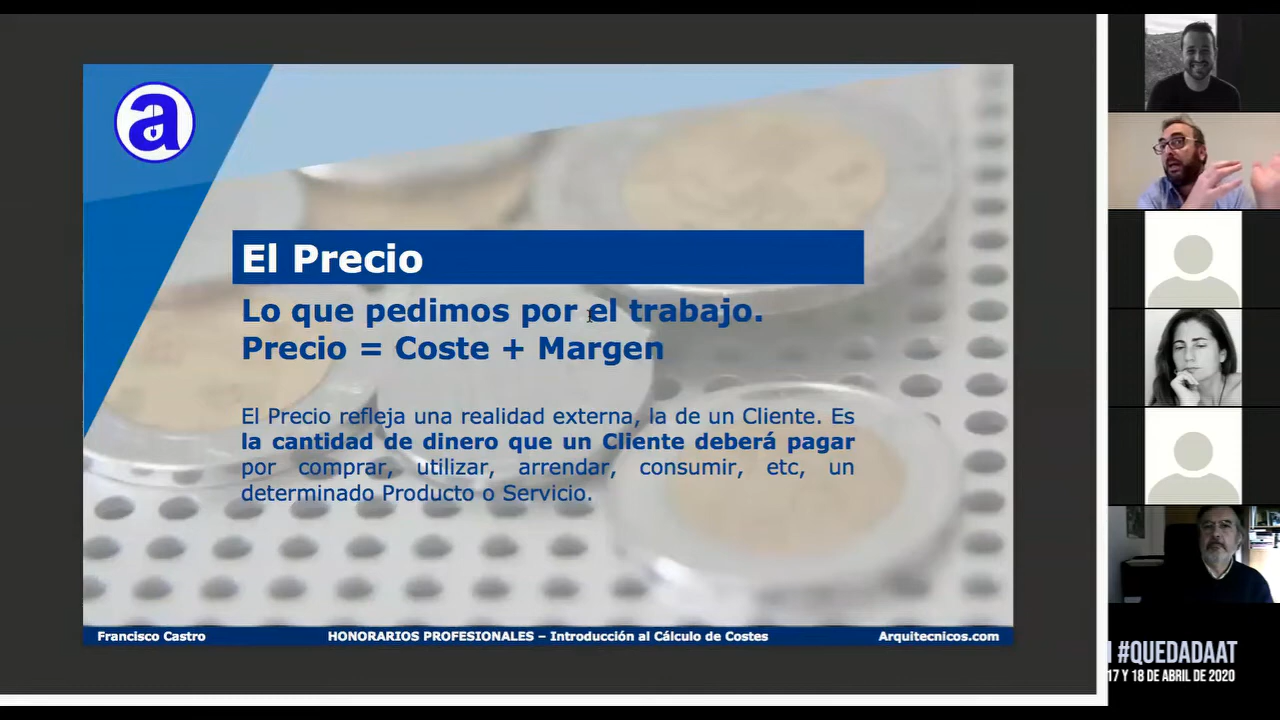 a
El Precio
Lo que pedimos por el trabajo.
Precio = Coste + Margen
El Precio refleja una realidad externa, la de un Cliente. Es
la cantidad de dinero que un Cliente deberá pagar
por comprar, utilizar, arrendar, consumir, etc, un
determinado Producto o Servicio.
Francisco Castro
HONORARIOS PROFESIONALES – Introducción al Cálculo de Costes
Arquitecnicos.com
I #QUEDADAAT
17 Y 18 DE ABRIL DE 2020